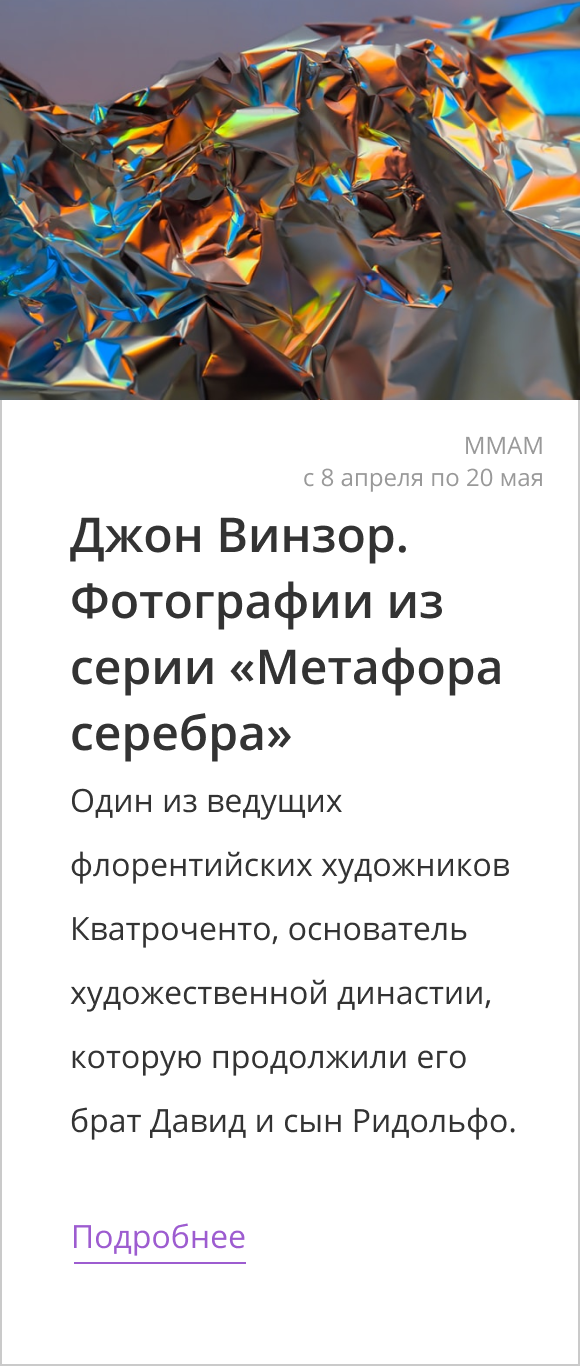 ММАМ
с 8 апреля по 20 мая
Джон Винзор.
Фотографии из
серии «Метафора
серебра»
Один из ведущих
флорентийских художников
Кватроченто, основатель
художественной династии,
которую продолжили его
брат Давид и сын Ридольфо.
Подробнее